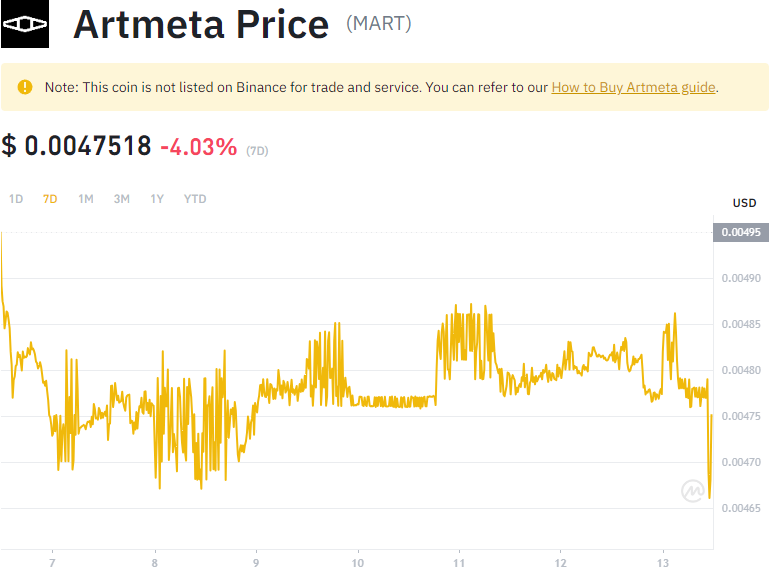 Artmeta Price (MART)
Note: This coin is not listed on Binance for trade and service. You can refer to our How to Buy Artmeta guide.
$ 0.0047518 -4.03% (7D)
1D 7D 1M 3M 1Y YTD
USD
0.00495
0.00490
0.00485
0.00480
0.00475
0.00470
0.00465
7 8 9 10 11 12 13